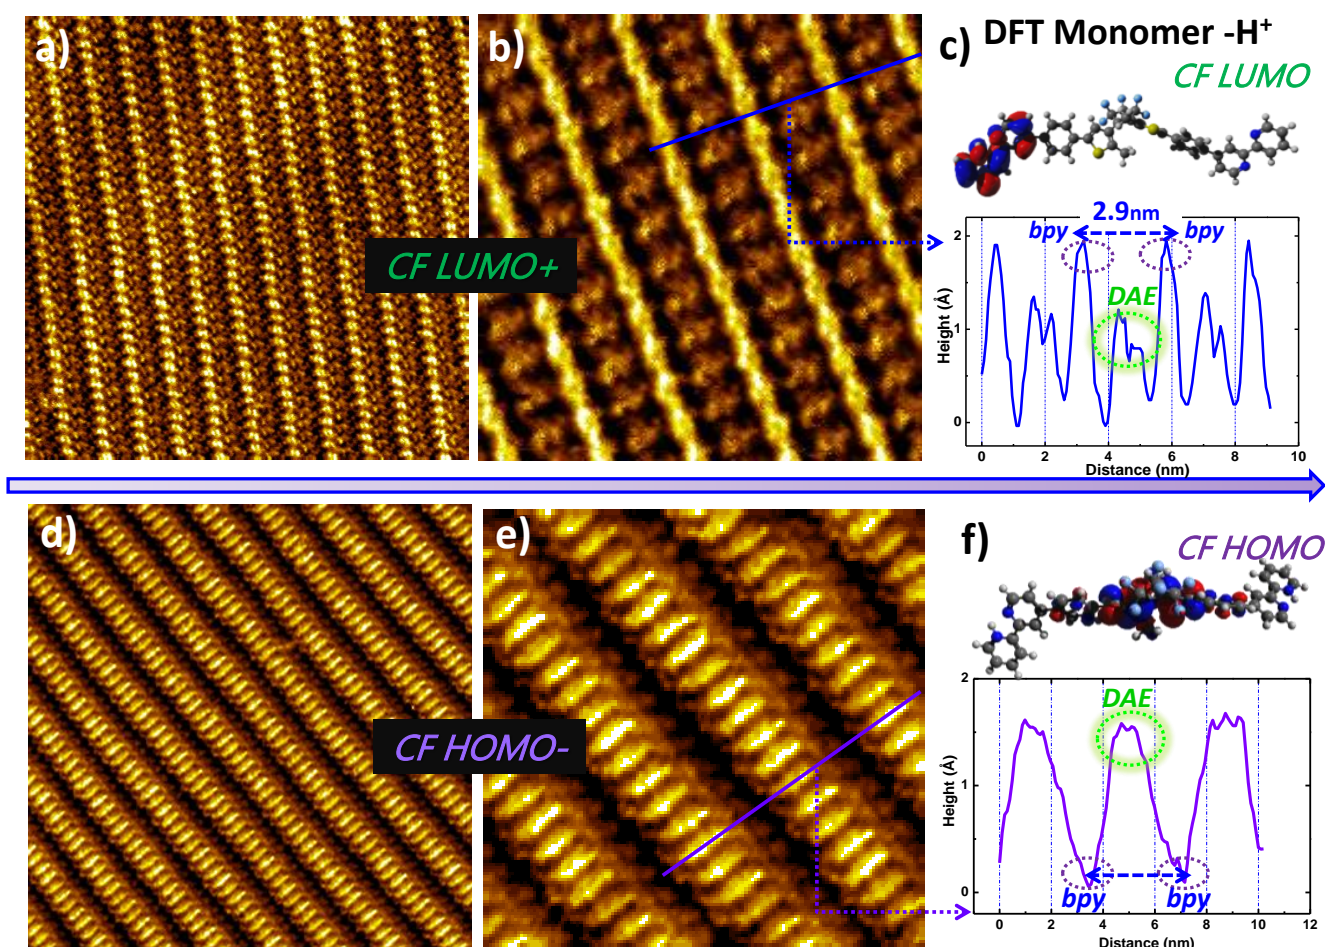 a)
b)
c) DFT Monomer -H+
CF LUMO
CF LUMO+
2.9nm
bpy
bpy
DAE
Height (Å)
2
1
0
0 2 4 6 8 10
Distance (nm)
d)
e)
f)
CF HOMO
CF HOMO-
DAE
Height (Å)
2
1
0
bpy
bpy
0 2 4 6 8 10 12
Distance (nm)